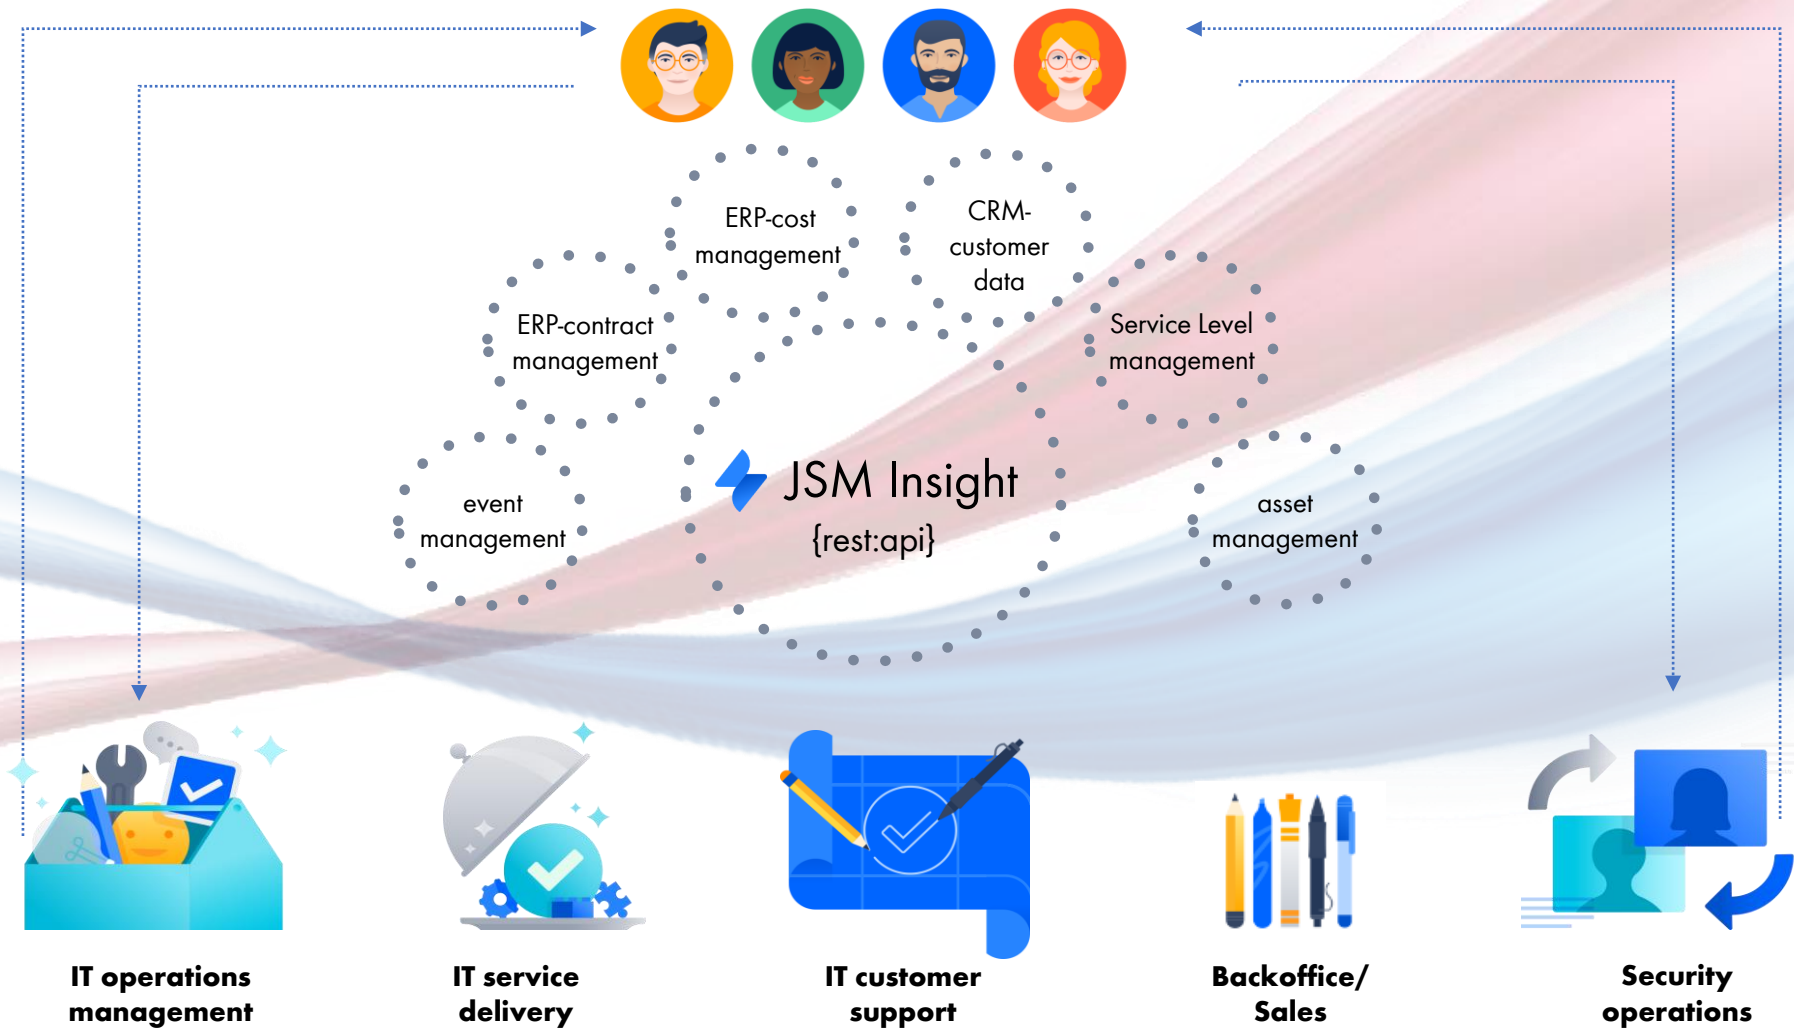 ERP-cost
management
CRM-
customer
data
ERP-contract
management
Service Level
management
event
management
JSM Insight
{rest:api}
asset
management
IT operations
management
IT service
delivery
IT customer
support
Backoffice/
Sales
Security
operations